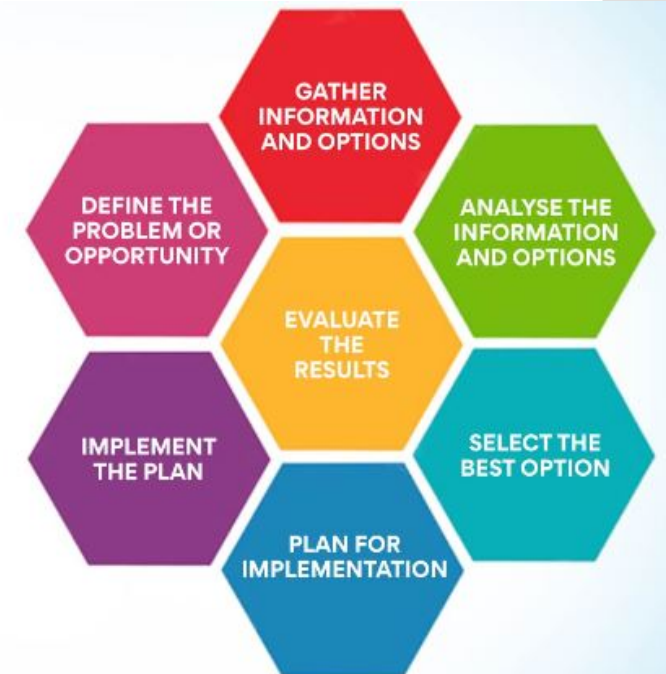 GATHER
INFORMATION
AND OPTIONS
DEFINE THE
PROBLEM OR
OPPORTUNITY
ANALYSE THE
INFORMATION
AND OPTIONS
EVALUATE
THE
RESULTS
IMPLEMENT
THE PLAN
SELECT THE
BEST OPTION
PLAN FOR
IMPLEMENTATION